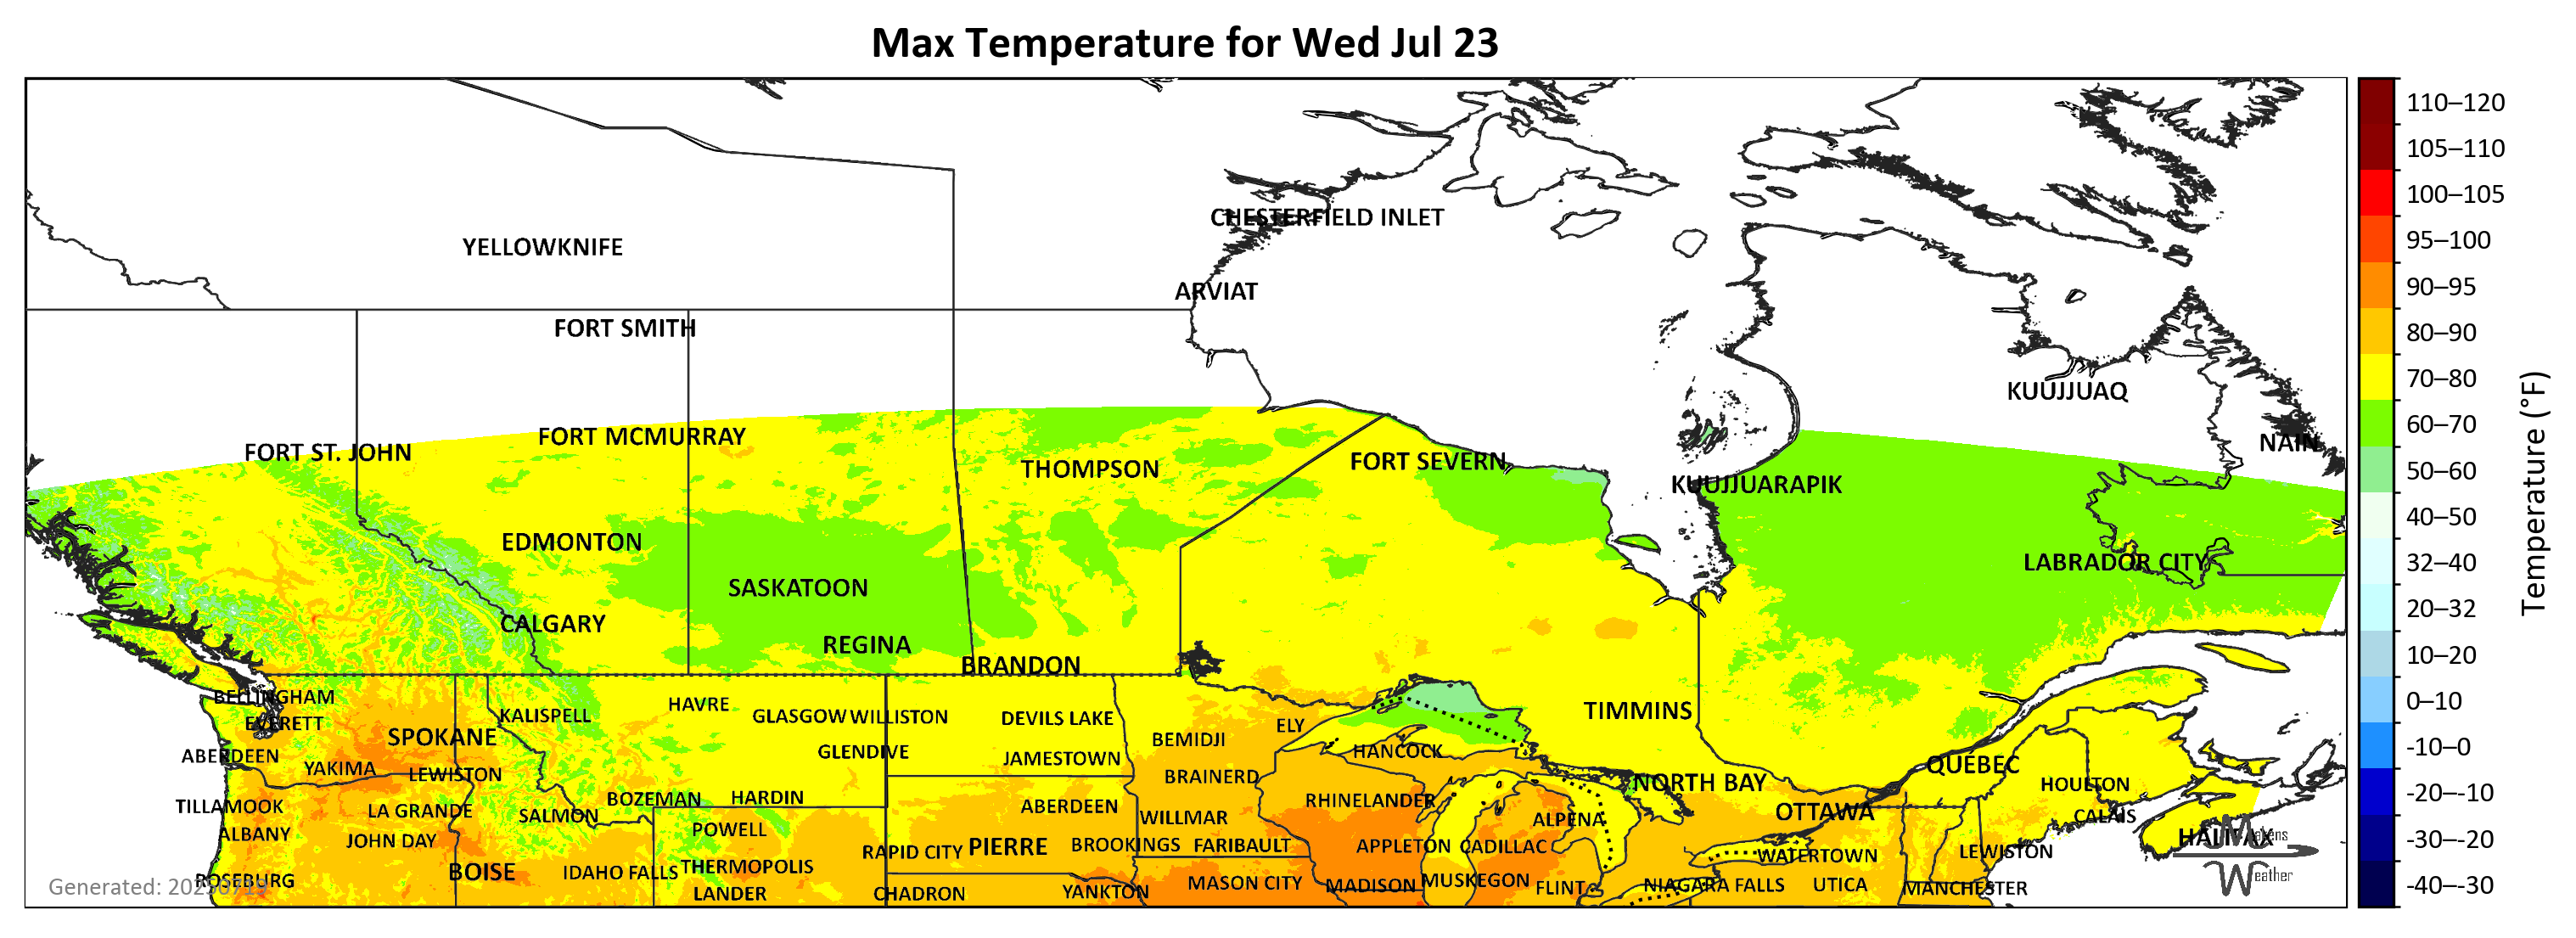 Max Temperature for Wed Jul 23
CHESTERFIELD INLET
YELLOWKNIFE
ARVIAT
FORT SMITH
KUUJJUAQ
FORT MCMURRAY
NAIN
FORT ST. JOHN
FORT SEVERN
THOMPSON
KUUJJUARAPIK
EDMONTON
LABRADOR CITY
SASKATOON
CALGARY
REGINA
BRANDON
BELLINGHAM
HAVRE
TIMMINS
KALISPELL
GLASGOW
WILLISTON
DEVILS LAKE
EVERETT
ELY
SPOKANE
BEMIDJI
ABERDEEN
GLENDIVE
JAMESTOWN
HANCOCK
QUÉBEC
YAKIMA
LEWISTON
BRAINERD
NORTH BAY
HOULTON
TILLAMOOK
LA GRANDE
SALMON
BOZEMAN
HARDIN
ABERDEEN
WILLMAR
RHINELANDER
ALPENA
OTTAWA
CALAIS
ALBANY
JOHN DAY
POWELL
RAPID CITY
PIERRE
BROOKINGS
FARIBAULT
APPLETON
CADILLAC
WATERTOWN
LEWISTON
HALIFAX
Makens
Weather
ROSEBURG
BOISE
IDAHO FALLS
THERMOPOLIS
LANDER
CHADRON
YANKTON
MASON CITY
MADISON
MUSKEGON
FLINT
NIAGARA FALLS
UTICA
MANCHESTER
110–120
105–110
100–105
95–100
90–95
80–90
70–80
60–70
50–60
40–50
32–40
20–32
10–20
0–10
-10–0
-20–-10
-30–-20
-40–-30
Temperature (°F)
Generated: